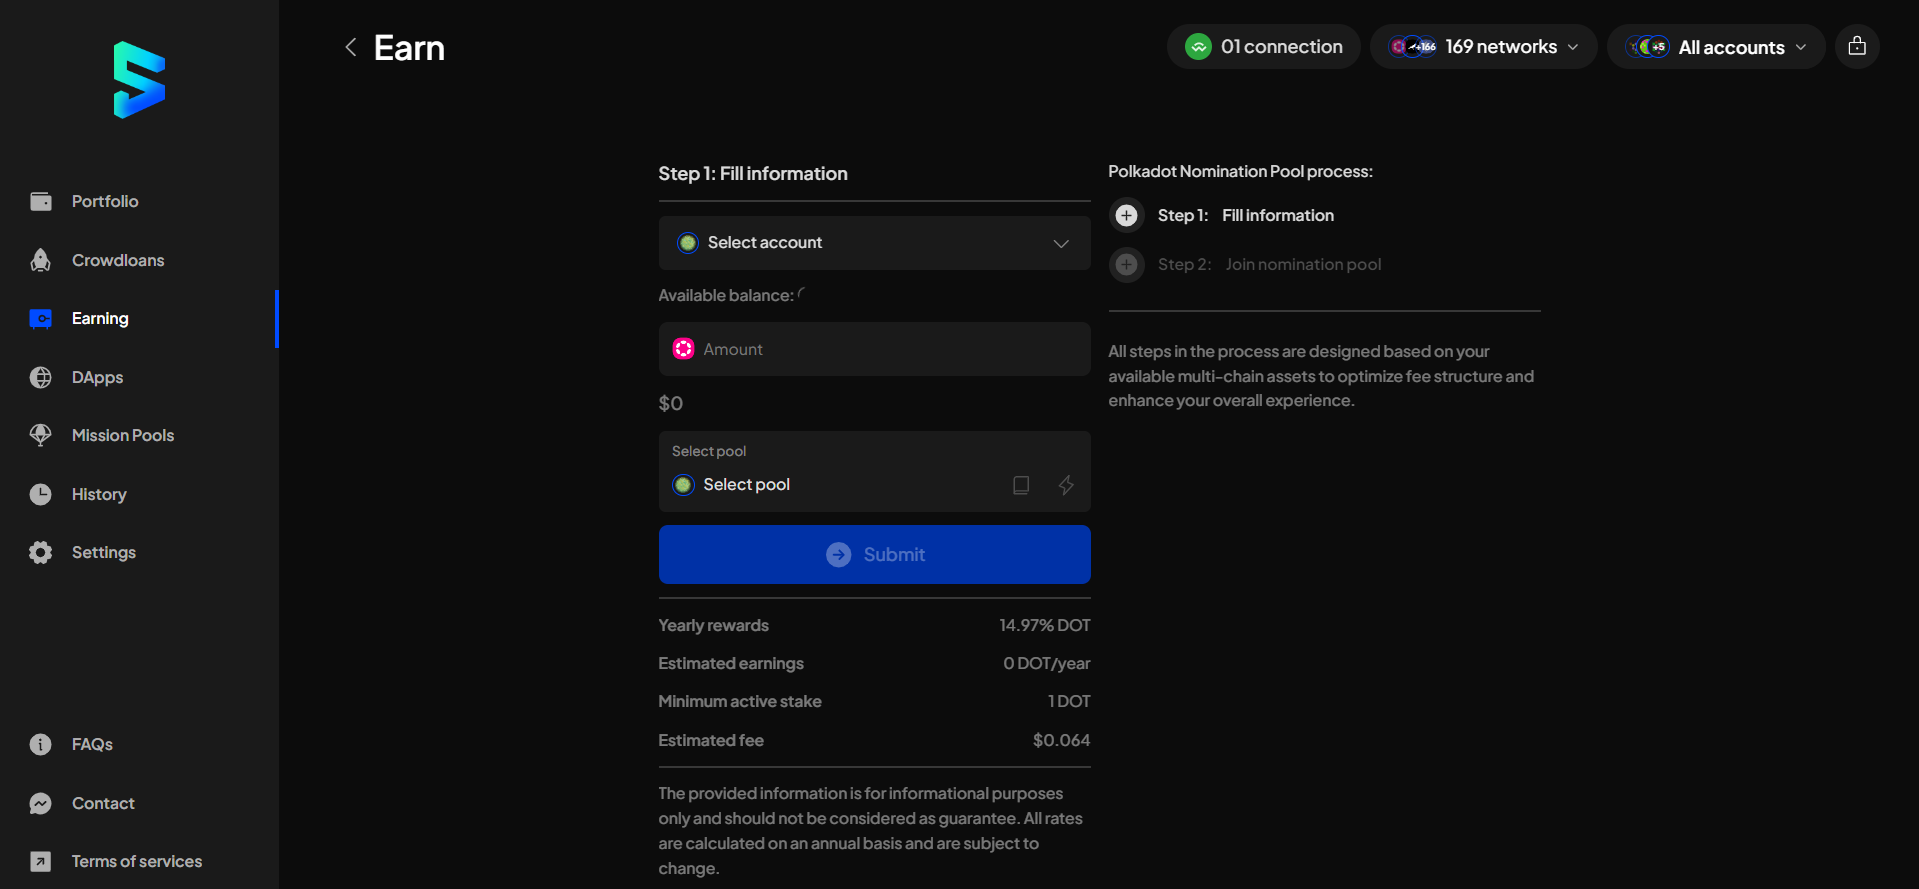 Earn
01 connection
+166
169 networks
+5
All accounts
Portfolio
Crowdloans
Earning
DApps
Mission Pools
History
Settings
FAQs
Contact
Terms of services
Step 1: Fill information
Select account
Available balance:
Amount
$0
Select pool
Select pool
Submit
Yearly rewards 14.97% DOT
Estimated earnings 0 DOT/year
Minimum active stake 1 DOT
Estimated fee $0.064
The provided information is for informational purposes
only and should not be considered as guarantee. All rates
are calculated on an annual basis and are subject to
change.
Polkadot Nomination Pool process:
Step 1: Fill information
Step 2: Join nomination pool
All steps in the process are designed based on your
available multi-chain assets to optimize fee structure and
enhance your overall experience.